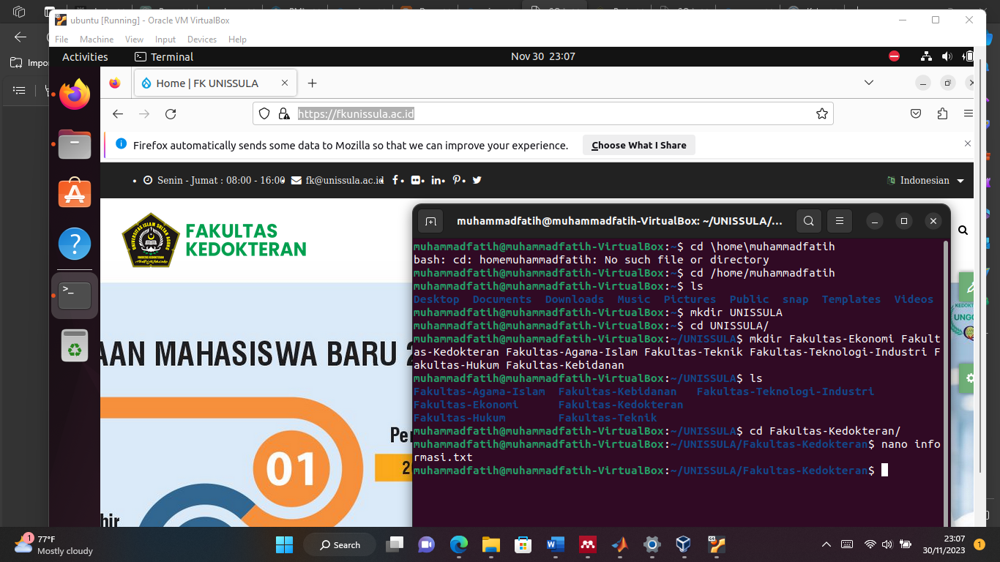 ubuntu [Running] - Oracle VM VirtualBox
File Machine View Input Devices Help
Activities Terminal Nov 30 23:07
Home | FK UNISSULA
https://fkunissula.ac.id
Firefox automatically sends some data to Mozilla so that we can improve your experience. Choose What I Share
Senin - Jumat : 08:00 - 16:00 fk@unissula.ac.id Indonesian
FAKULTAS
KEDOKTERAN
AAN MAHASISWA BARU 2
01
muhammadfatih@muhammadfatih-VirtualBox: ~/UNISSULA/...
muhammadfatih@muhammadfatih-VirtualBox:~$ cd \home\muhammadfatih
bash: cd: homemuhammadfatih: No such file or directory
muhammadfatih@muhammadfatih-VirtualBox:~$ cd /home/muhammadfatih
muhammadfatih@muhammadfatih-VirtualBox:~$ ls
Desktop Documents Downloads Music Pictures Public snap Templates Videos
muhammadfatih@muhammadfatih-VirtualBox:~$ mkdir UNISSULA
muhammadfatih@muhammadfatih-VirtualBox:~$ cd UNISSULA/
muhammadfatih@muhammadfatih-VirtualBox:~/UNISSULA$ mkdir Fakultas-Ekonomi Fakult
as-Kedokteran Fakultas-Agama-Islam Fakultas-Teknik Fakultas-Teknologi-Industri F
akultas-Hukum Fakultas-Kebidanan
muhammadfatih@muhammadfatih-VirtualBox:~/UNISSULA$ ls
Fakultas-Agama-Islam Fakultas-Kebidanan Fakultas-Teknologi-Industri
Fakultas-Ekonomi Fakultas-Kedokteran
Fakultas-Hukum Fakultas-Teknik
muhammadfatih@muhammadfatih-VirtualBox:~/UNISSULA$ cd Fakultas-Kedokteran/
muhammadfatih@muhammadfatih-VirtualBox:~/UNISSULA/Fakultas-Kedokteran$ nano info
rmasi.txt
muhammadfatih@muhammadfatih-VirtualBox:~/UNISSULA/Fakultas-Kedokteran$
1
77°F
Mostly cloudy
Search
23:07
30/11/2023
1